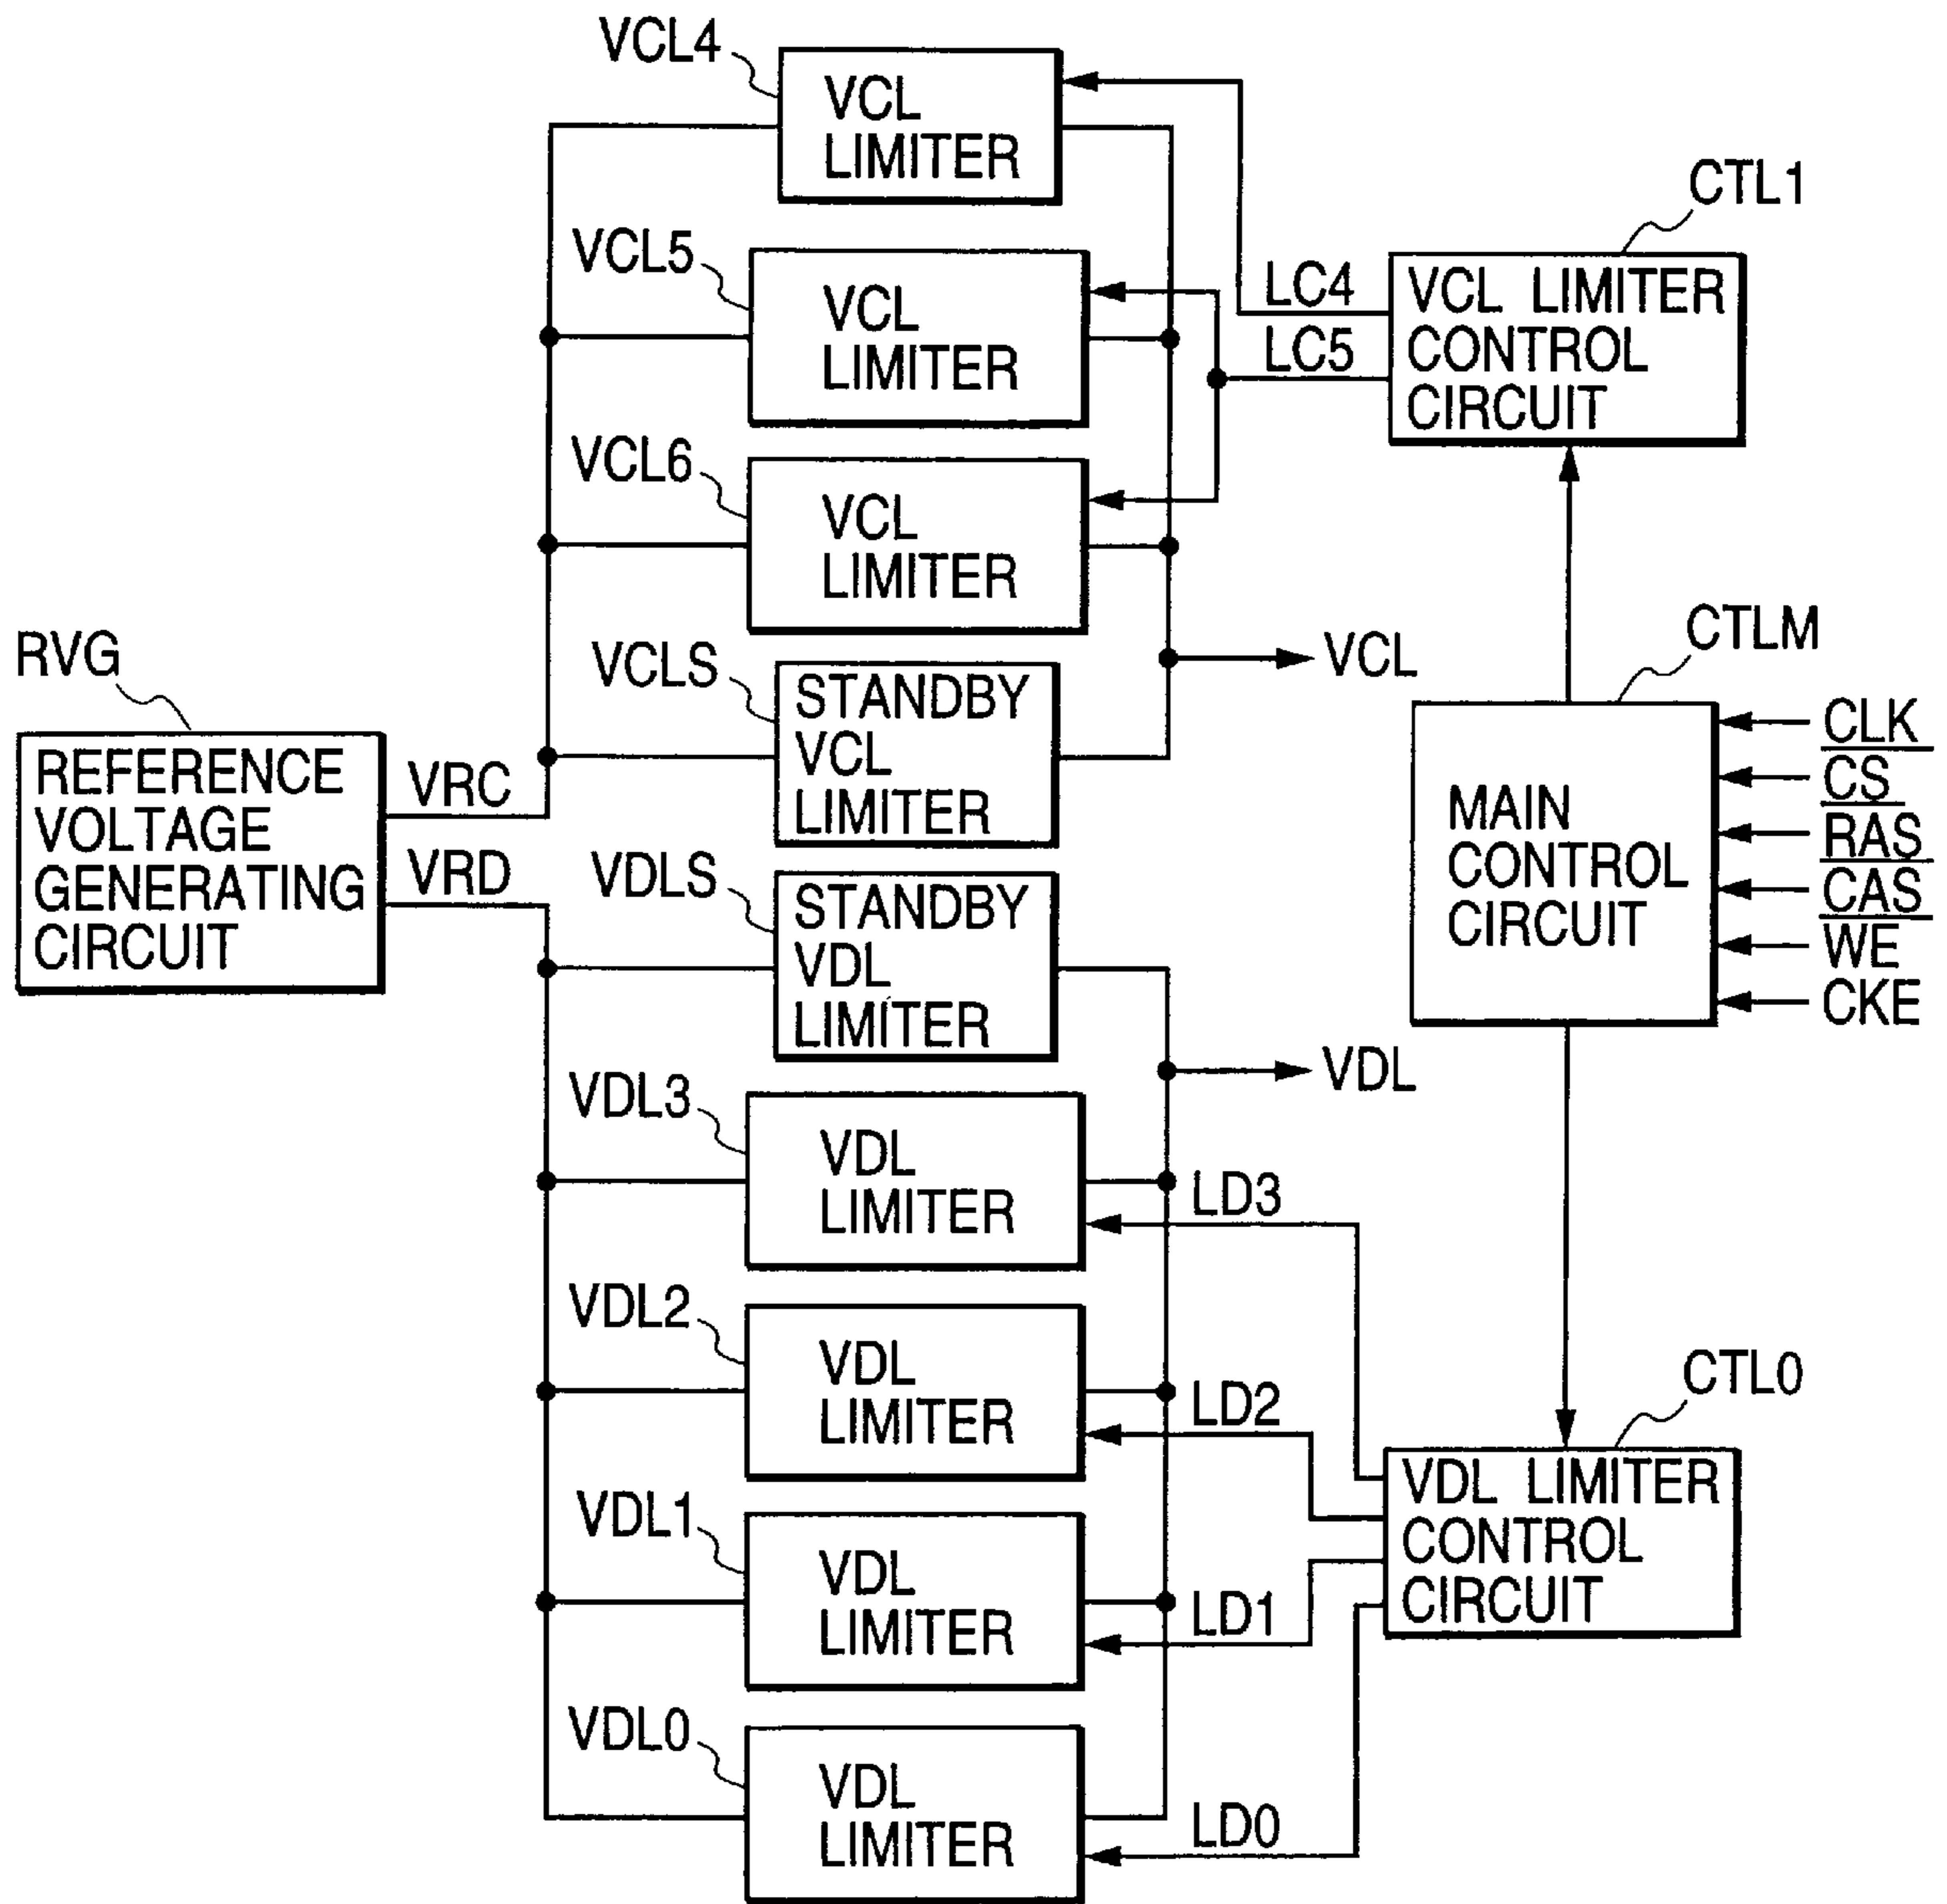 VCL4
VCL
LIMITER
CTL1
VCL5
VCL
LIMITER
LC4
LC5
VCL LIMITER
CONTROL
CIRCUIT
VCL6
VCL
LIMITER
CTLM
RVG
VCLS
STANDBY
VCL
LIMITER
VCL
REFERENCE
VOLTAGE
GENERATING
CIRCUIT
VRC
VRD
MAIN
CONTROL
CIRCUIT
CLK
CS
RAS
CAS
WE
CKE
VDLS
STANDBY
VDL
LIMITER
VDL
VDL3
VDL
LIMITER
LD3
VDL2
VDL
LIMITER
LD2
CTL0
VDL LIMITER
CONTROL
CIRCUIT
VDL1
VDL
LIMITER
LD1
VDL0
VDL
LIMITER
LD0